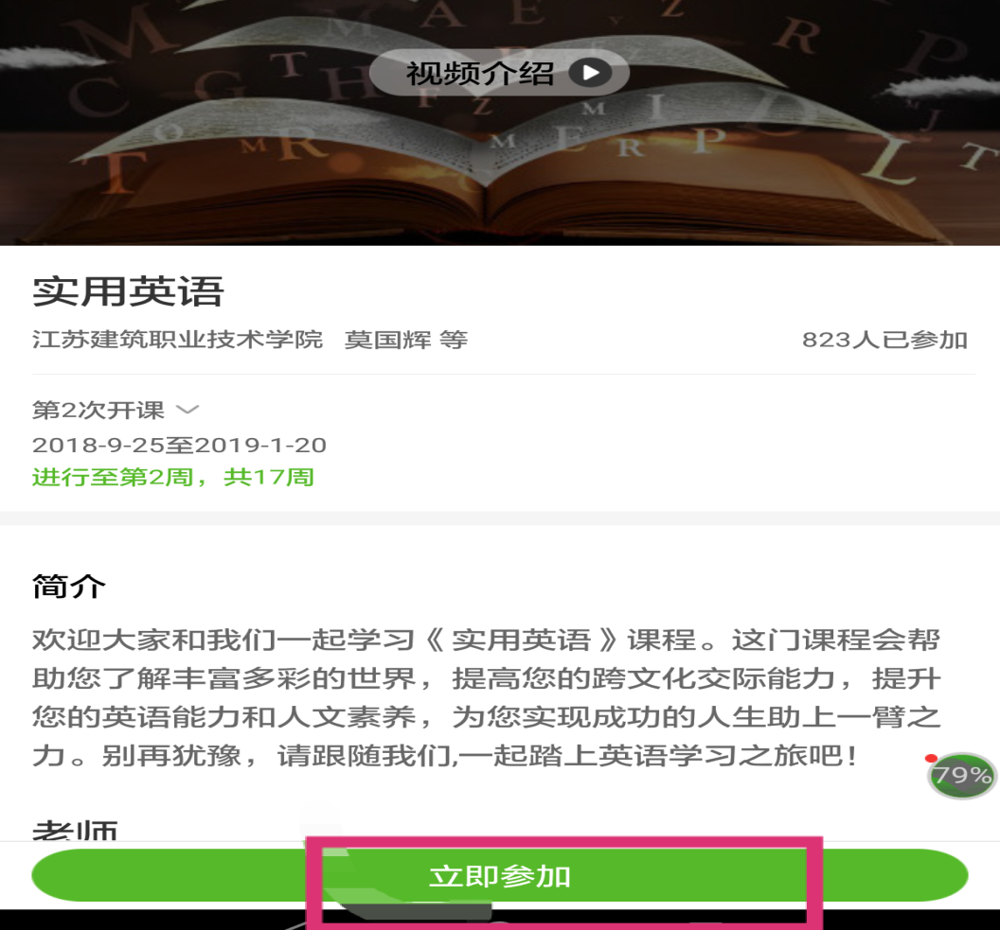 视频介绍
实用英语
江苏建筑职业技术学院 莫国辉 等
823人已参加
第2次开课
2018-9-25至2019-1-20
进行至第2周，共17周
简介
欢迎大家和我们一起学习《实用英语》课程。这门课程会帮
助您了解丰富多彩的世界，提高您的跨文化交际能力，提升
您的英语能力和人文素养，为您实现成功的人生助上一臂之
力。别再犹豫，请跟随我们,一起踏上英语学习之旅吧！
79%
老师
立即参加